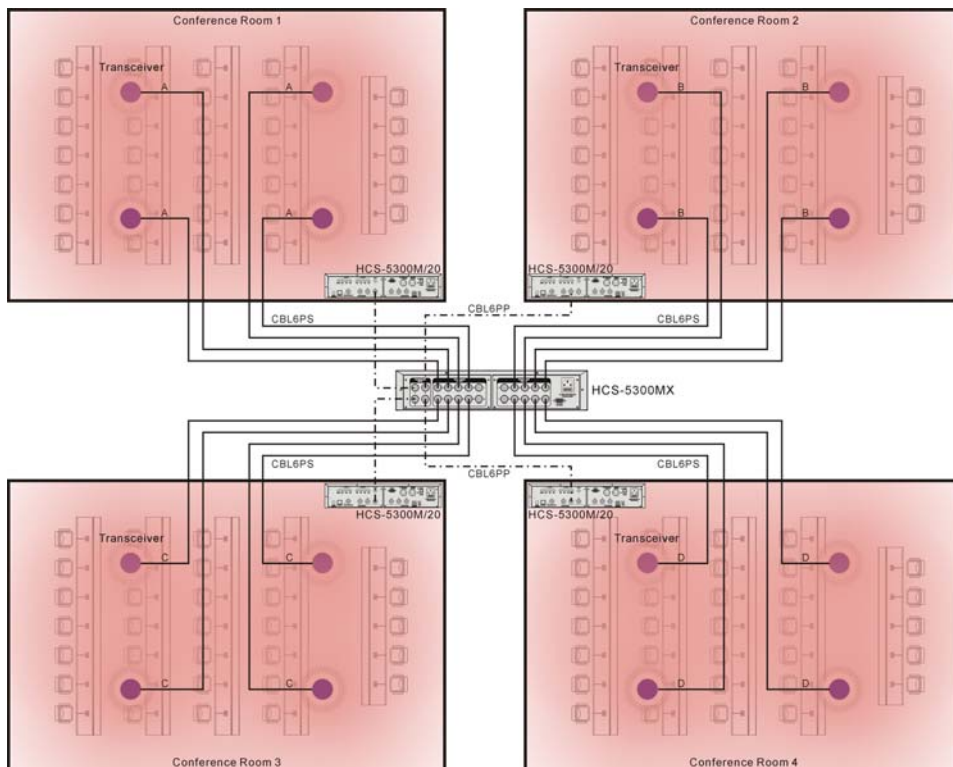 Conference Room 1
Conference Room 2
Transceiver
Transceiver
A
A
B
B
A
A
B
B
HCS-5300M/20
HCS-5300M/20
CBL6PS
CBL6PP
CBL6PS
HCS-5300MX
CBL6PS
CBL6PP
CBL6PS
HCS-5300M/20
HCS-5300M/20
Transceiver
Transceiver
C
C
D
D
C
C
D
D
Conference Room 3
Conference Room 4